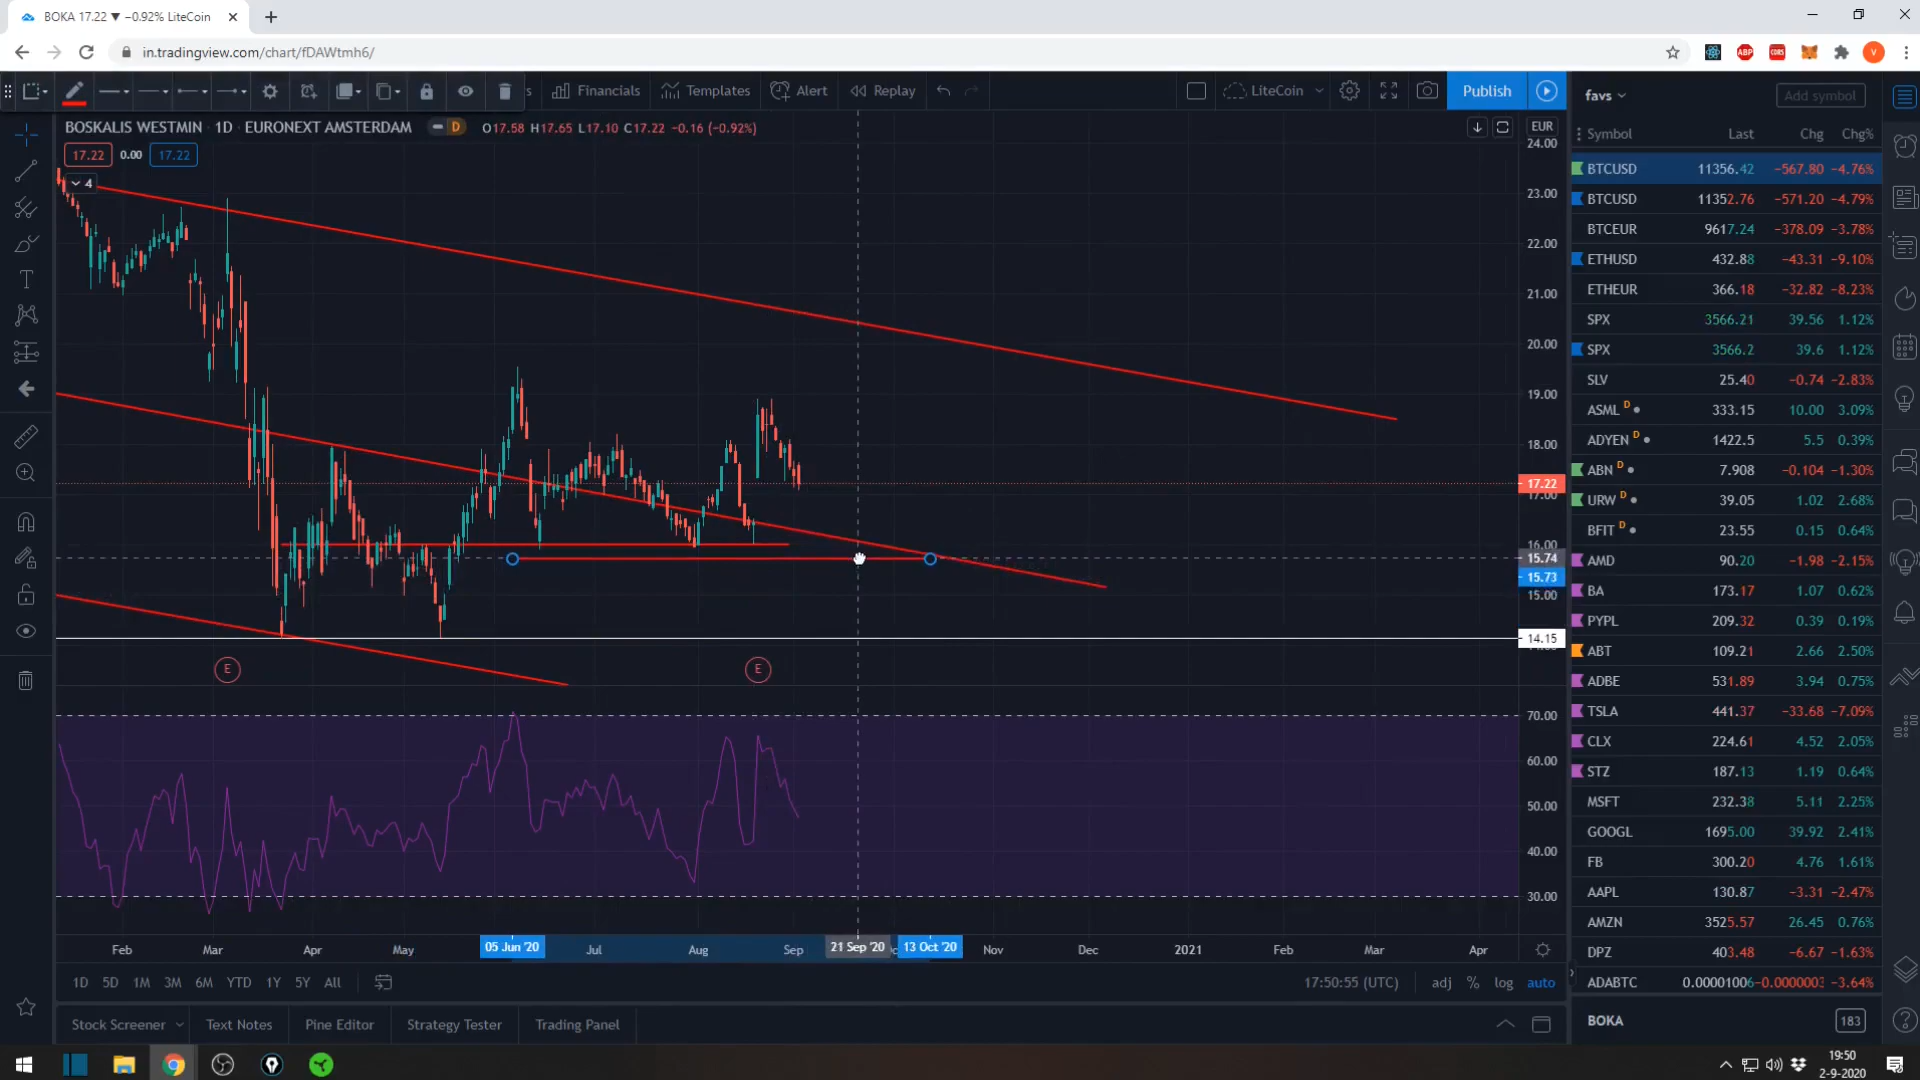 BOKA 17.22 ▼ −0.92% LiteCoin
in.tradingview.com/chart/fDAWtmh6/
ABP
CORS
V
s
Financials
Templates
Alert
Replay
LiteCoin
Publish
favs
Add symbol
BOSKALIS WESTMIN · 1D · EURONEXT AMSTERDAM
D
O17.58 H17.65 L17.10 C17.22 −0.16 (−0.92%)
17.22 0.00 17.22
4
EUR
24.00
23.00
22.00
21.00
20.00
19.00
18.00
17.22
17.00
16.00
15.74
15.73
15.00
14.15
E
E
70.00
60.00
50.00
40.00
30.00
Feb Mar Apr May 05 Jun '20 Jul Aug Sep 21 Sep '20 13 Oct '20 Nov Dec 2021 Feb Mar Apr
1D 5D 1M 3M 6M YTD 1Y 5Y All
17:50:55 (UTC) adj % log auto
Stock Screener Text Notes Pine Editor Strategy Tester Trading Panel
Symbol Last Chg Chg%
BTCUSD 11356.42 −567.80 −4.76%
BTCUSD 11352.76 −571.20 −4.79%
BTCEUR 9617.24 −378.09 −3.78%
ETHUSD 432.88 −43.31 −9.10%
ETHEUR 366.18 −32.82 −8.23%
SPX 3566.21 39.56 1.12%
SPX 3566.2 39.6 1.12%
SLV 25.40 −0.74 −2.83%
ASML D 333.15 10.00 3.09%
ADYEN D 1422.5 5.5 0.39%
ABN D 7.908 −0.104 −1.30%
URW D 39.05 1.02 2.68%
BFIT D 23.55 0.15 0.64%
AMD 90.20 −1.98 −2.15%
BA 173.17 1.07 0.62%
PYPL 209.32 0.39 0.19%
ABT 109.21 2.66 2.50%
ADBE 531.89 3.94 0.75%
TSLA 441.37 −33.68 −7.09%
CLX 224.61 4.52 2.05%
STZ 187.13 1.19 0.64%
MSFT 232.38 5.11 2.25%
GOOGL 1695.00 39.92 2.41%
FB 300.20 4.76 1.61%
AAPL 130.87 −3.31 −2.47%
AMZN 3525.57 26.45 0.76%
DPZ 403.48 −6.67 −1.63%
ADABTC 0.00001006 −0.0000003 −3.64%
BOKA 183
19:50
2-9-2020